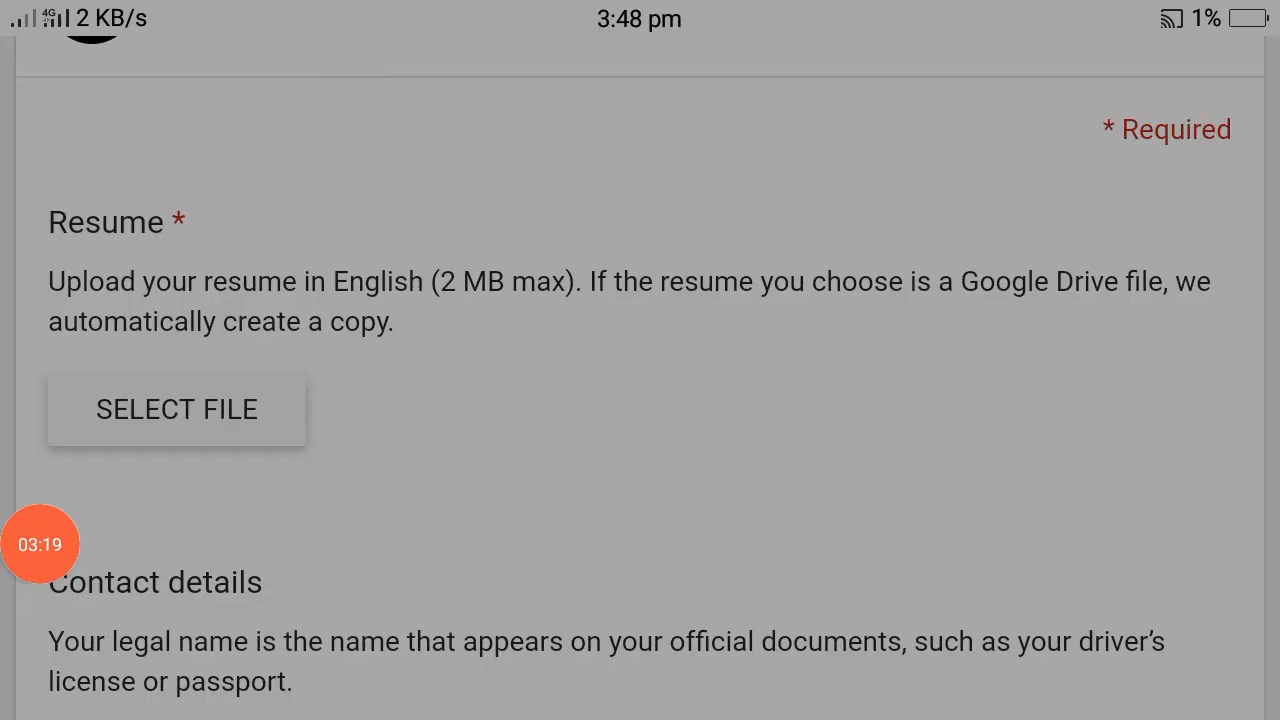 4G 2 KB/s 3:48 pm 1%
* Required
Resume *
Upload your resume in English (2 MB max). If the resume you choose is a Google Drive file, we
automatically create a copy.
SELECT FILE
03:19
Contact details
Your legal name is the name that appears on your official documents, such as your driver’s
license or passport.